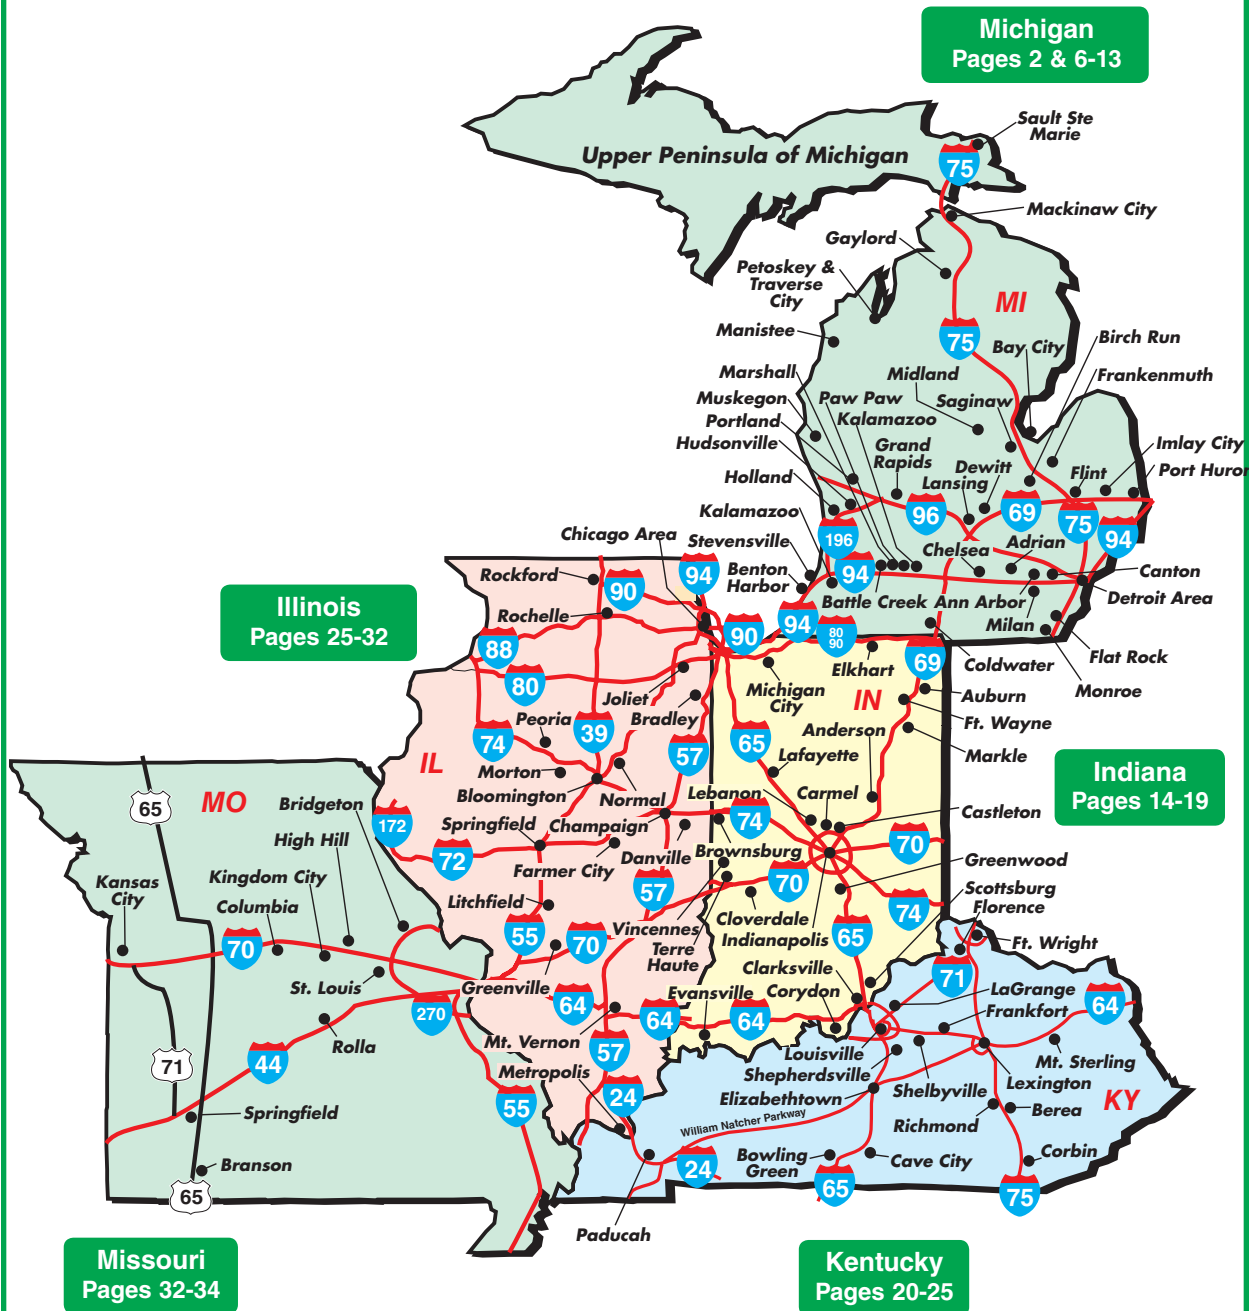 Michigan
Pages 2 & 6-13
Sault Ste
Marie
Upper Peninsula of Michigan
75
Mackinaw City
Gaylord
Petoskey &
Traverse
City
MI
Manistee
75
Bay City
Birch Run
Marshall
Midland
Frankenmuth
Muskegon
Paw Paw
Saginaw
Portland
Kalamazoo
Hudsonville
Grand
Rapids
Imlay City
Dewitt
Flint
Port Huron
Holland
Lansing
Kalamazoo
96
69
75
94
196
Chicago Area
Stevensville
Chelsea
Adrian
Rockford
94
Benton
Harbor
94
Canton
90
Battle Creek
Ann Arbor
Detroit Area
Illinois
Pages 25-32
Rochelle
94
Milan
90
80
90
88
Elkhart
69
Coldwater
Flat Rock
80
Joliet
Michigan
City
IN
Auburn
Monroe
Peoria
Bradley
Ft. Wayne
74
39
Anderson
57
65
Markle
IL
Lafayette
Morton
Indiana
Pages 14-19
Bloomington
Normal
Lebanon
Carmel
65
MO
Bridgeton
Castleton
172
Springfield
Champaign
74
High Hill
70
72
Danville
Brownsburg
Greenwood
Farmer City
Kansas
City
Kingdom City
57
70
Scottsburg
Columbia
Litchfield
Cloverdale
74
Florence
Vincennes
55
70
Indianapolis
65
Ft. Wright
70
Terre
Haute
Clarksville
71
St. Louis
Greenville
Evansville
Corydon
LaGrange
64
64
270
64
64
Frankfort
Rolla
Mt. Vernon
57
Louisville
Mt. Sterling
44
71
Metropolis
Shepherdsville
Lexington
Elizabethtown
Shelbyville
55
24
KY
Springfield
William Natcher Parkway
Richmond
Berea
Branson
Bowling
Green
Cave City
Corbin
24
65
65
75
Paducah
Missouri
Pages 32-34
Kentucky
Pages 20-25